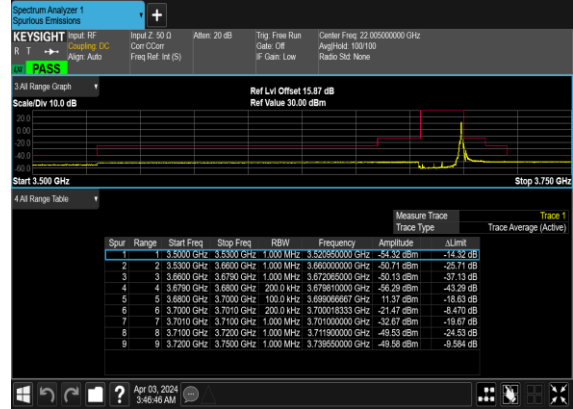 Spectrum Analyzer 1
Spurious Emissions
KEYSIGHT Input: RF Input Z: 50 Ω Atten: 20 dB Trig: Free Run Center Freq: 22.005000000 GHz
R T Coupling: DC Corr CCorr Gate: Off Avg|Hold: 100/100
Align: Auto Freq Ref: Int (S) IF Gain: Low Radio Std: None
PASS
3 All Range Graph
Ref Lvl Offset 15.87 dB
Scale/Div 10.0 dB Ref Value 30.00 dBm
20.0
0.00
-20.0
-40.0
-60.0
Start 3.500 GHz Stop 3.750 GHz
4 All Range Table
Measure Trace Trace 1
Trace Type Trace Average (Active)
Spur Range Start Freq Stop Freq RBW Frequency Amplitude ΔLimit
1 1 3.5000 GHz 3.5300 GHz 1.000 MHz 3.520950000 GHz -54.32 dBm -14.32 dB
2 2 3.5300 GHz 3.6600 GHz 1.000 MHz 3.660000000 GHz -50.71 dBm -25.71 dB
3 3 3.6600 GHz 3.6790 GHz 1.000 MHz 3.672065000 GHz -50.13 dBm -37.13 dB
4 4 3.6790 GHz 3.6800 GHz 200.0 kHz 3.679810000 GHz -56.29 dBm -43.29 dB
5 5 3.6800 GHz 3.7000 GHz 100.0 kHz 3.699066667 GHz 11.37 dBm -18.63 dB
6 6 3.7000 GHz 3.7010 GHz 200.0 kHz 3.700018333 GHz -21.47 dBm -8.470 dB
7 7 3.7010 GHz 3.7100 GHz 1.000 MHz 3.701000000 GHz -32.67 dBm -19.67 dB
8 8 3.7100 GHz 3.7200 GHz 1.000 MHz 3.711900000 GHz -49.53 dBm -24.53 dB
9 9 3.7200 GHz 3.7500 GHz 1.000 MHz 3.739550000 GHz -49.58 dBm -9.584 dB
? Apr 03, 2024
3:46:46 AM